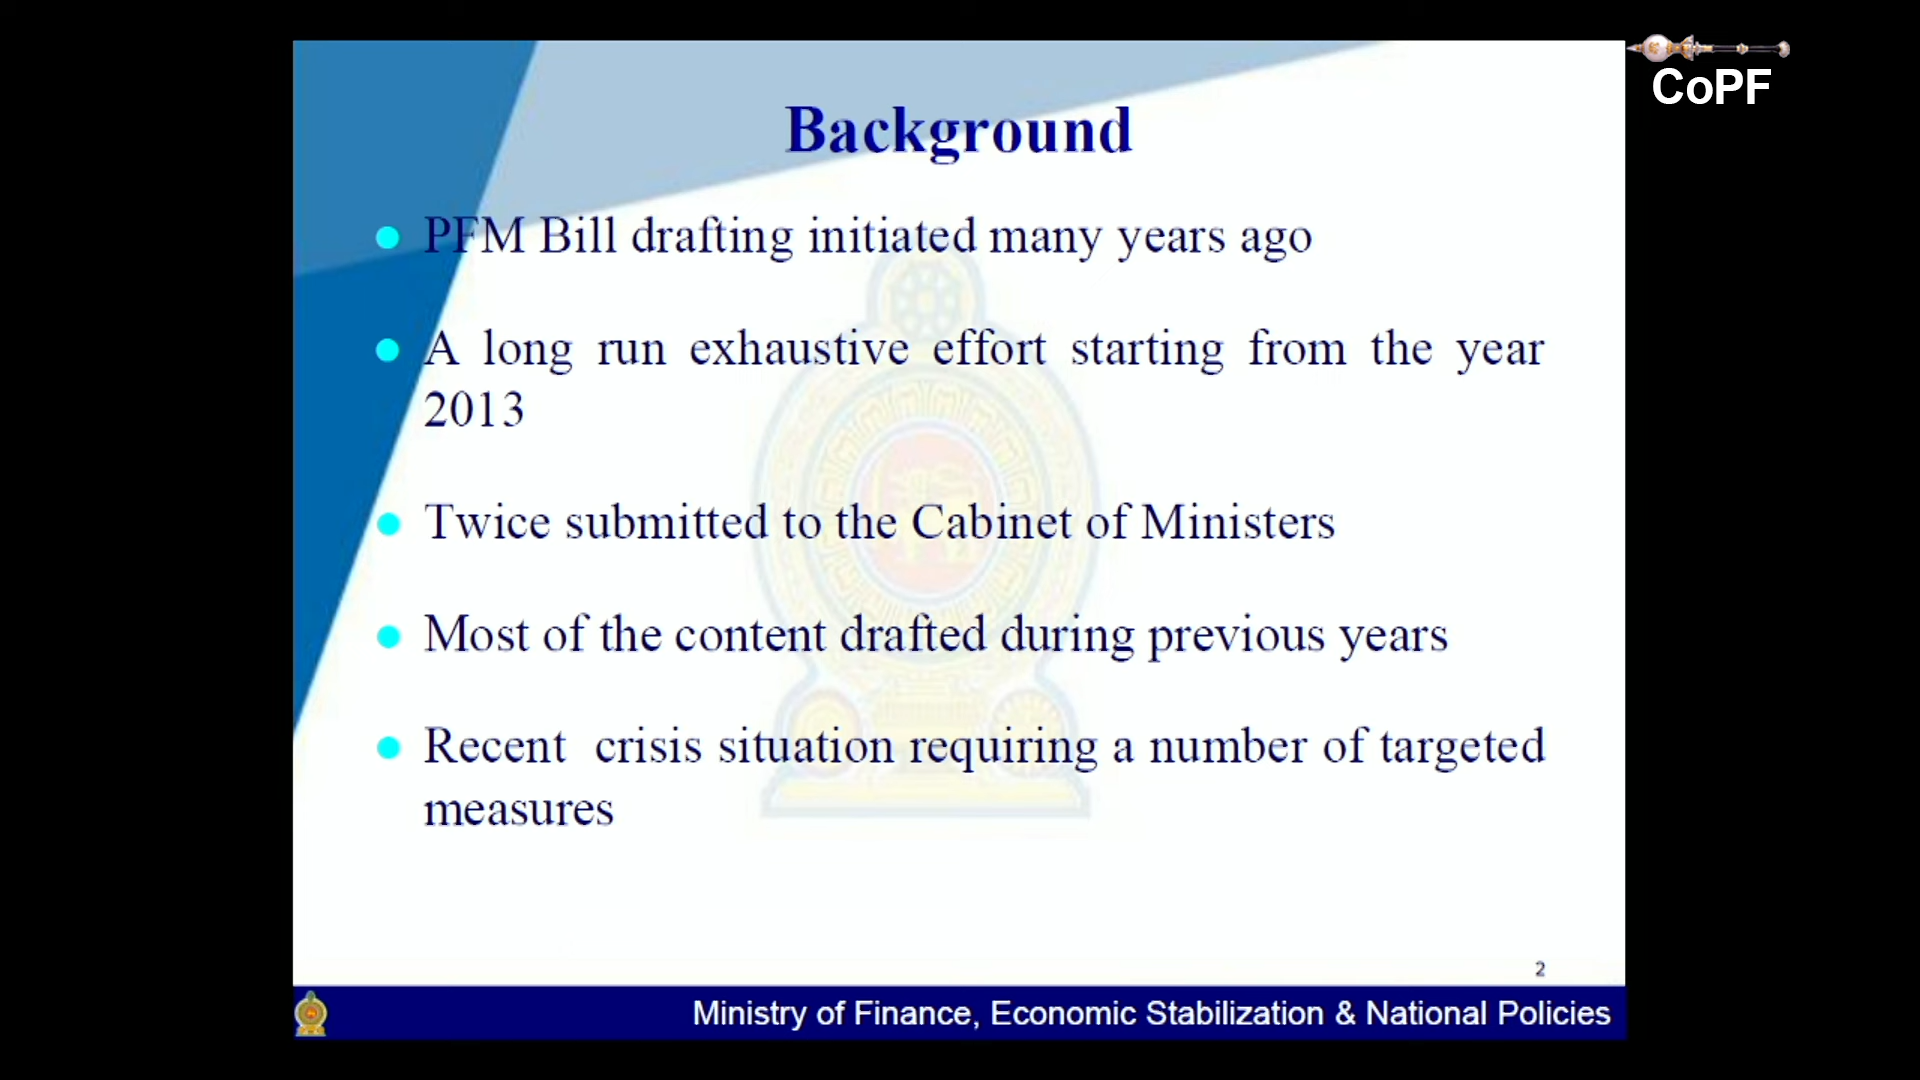 CoPF
Background
PFM Bill drafting initiated many years ago
A long run exhaustive effort starting from the year
2013
Twice submitted to the Cabinet of Ministers
Most of the content drafted during previous years
Recent crisis situation requiring a number of targeted
measures
2
Ministry of Finance, Economic Stabilization & National Policies